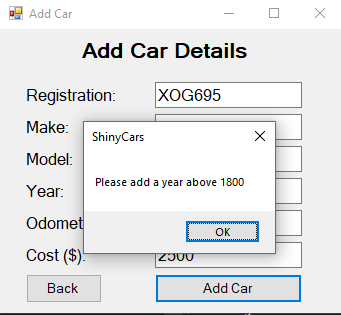 Add Car
Add Car Details
Registration: XOG695
Make:
ShinyCars
Model:
Please add a year above 1800
Year:
Odomet
OK
Cost ($): 2500
Back
Add Car